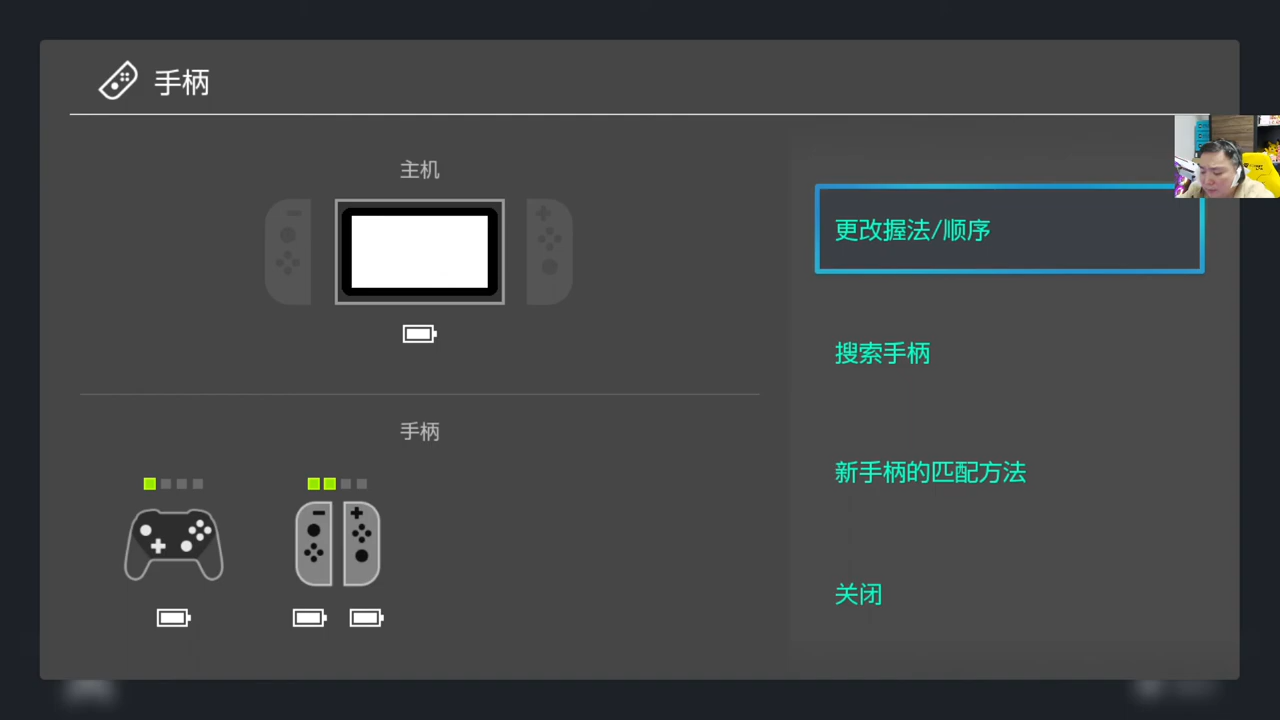 手柄
主机
手柄
更改握法/顺序
搜索手柄
新手柄的匹配方法
关闭